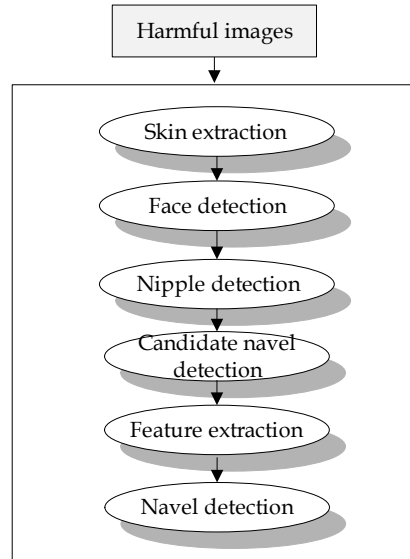 Harmful images
Skin extraction
Face detection
Nipple detection
Candidate navel
detection
Feature extraction
Navel detection